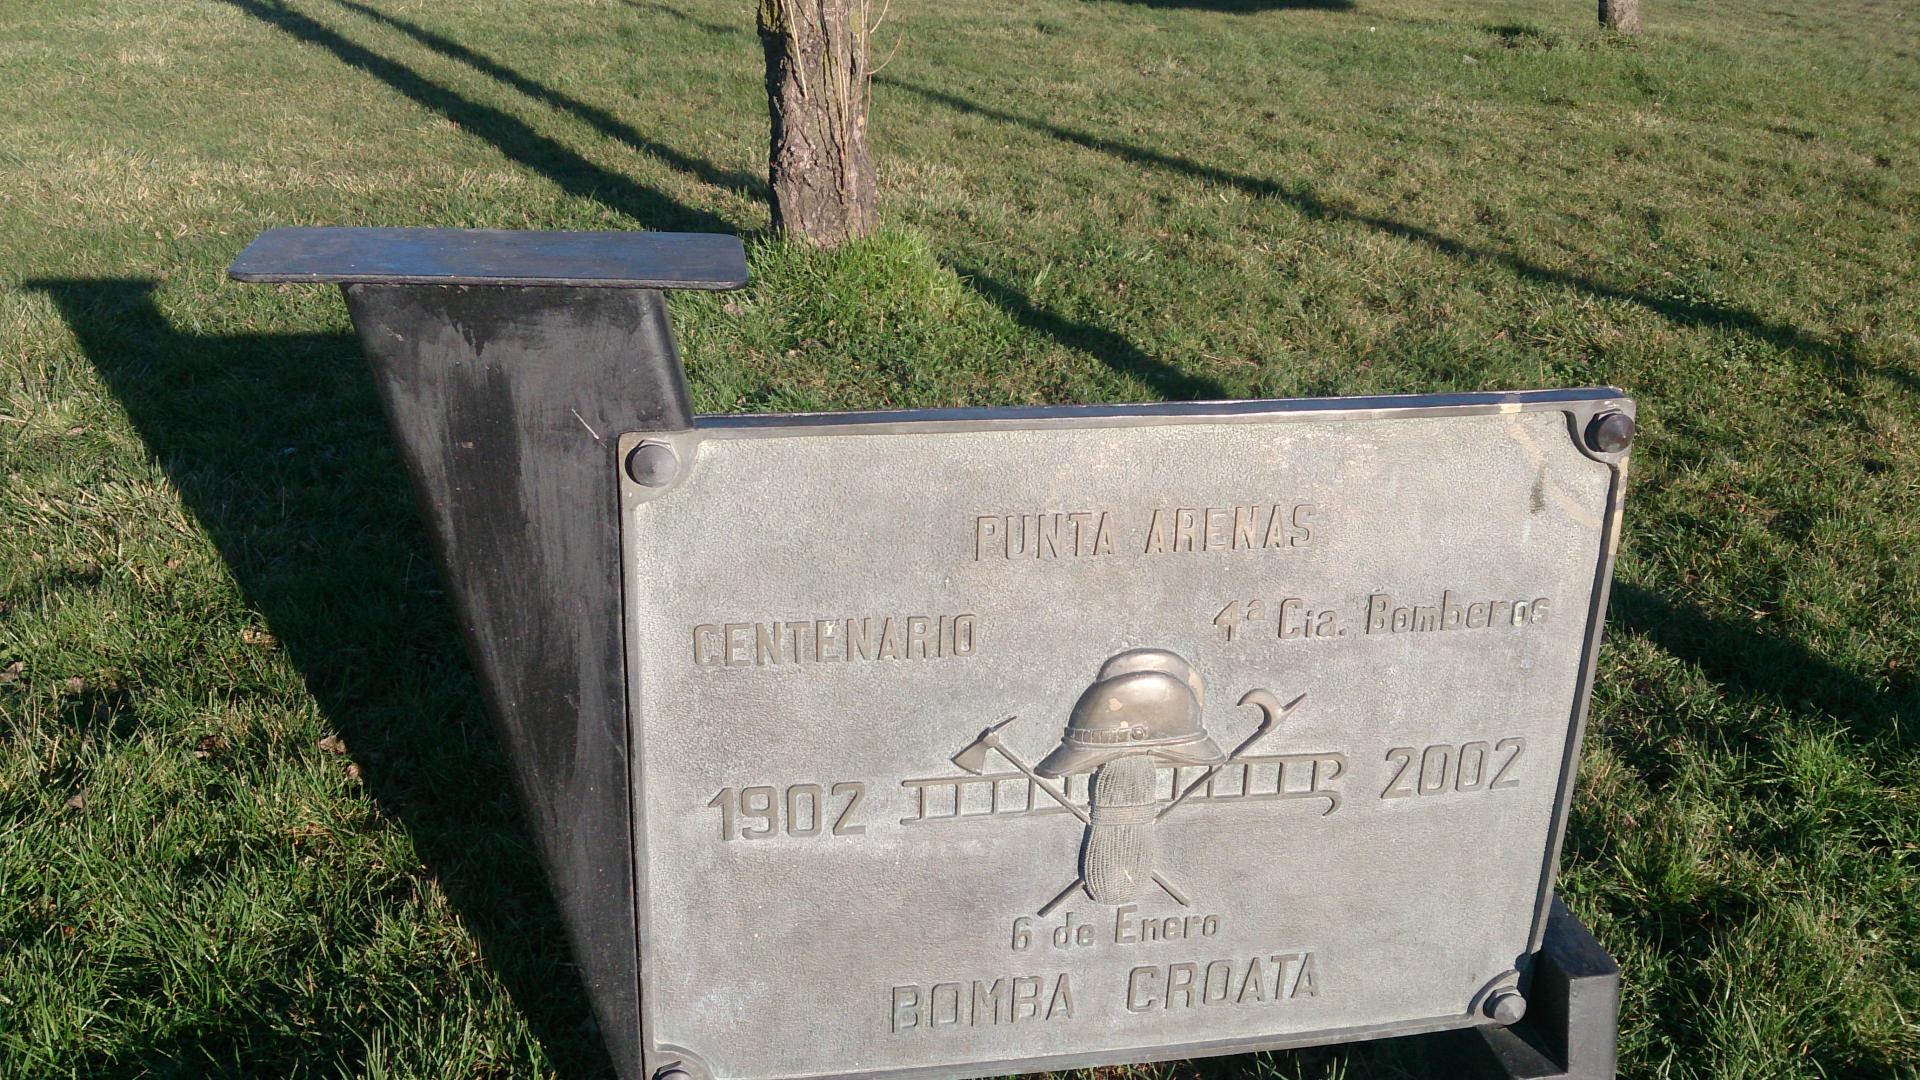 PUNTA ARENAS
CENTENARIO 4ª Cia. Bomberos
1902 2002
6 de Enero
BOMBA CROATA